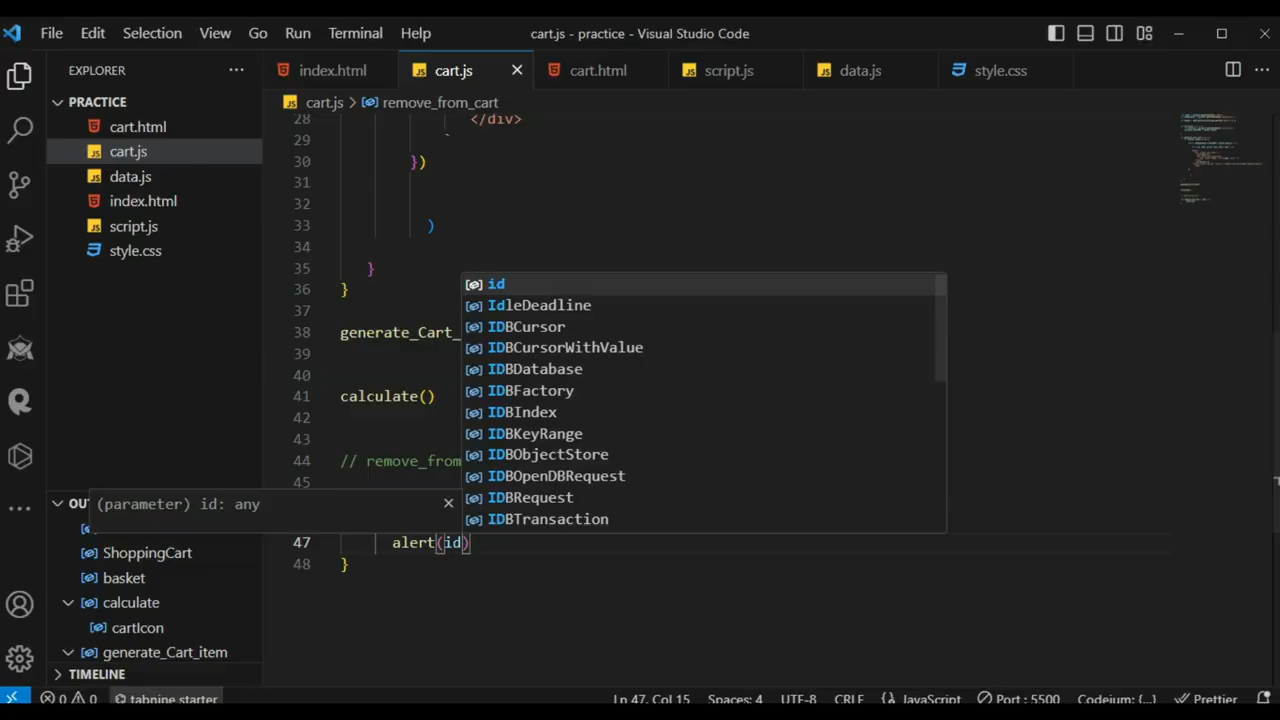 File Edit Selection View Go Run Terminal Help cart.js - practice - Visual Studio Code
EXPLORER
index.html cart.js cart.html script.js data.js style.css
PRACTICE
cart.html
cart.js
data.js
index.html
script.js
style.css
cart.js > remove_from_cart
28 </div>
29 `
30 })
31
32
33 )
34
35 }
36 }
37
38 generate_Cart_
39
40
41 calculate()
42
43
44 // remove_from
45
47 alert(id)
48 }
id
IdleDeadline
IDBCursor
IDBCursorWithValue
IDBDatabase
IDBFactory
IDBIndex
IDBKeyRange
IDBObjectStore
IDBOpenDBRequest
IDBRequest
IDBTransaction
(parameter) id: any
OU
ShoppingCart
basket
calculate
cartIcon
generate_Cart_item
TIMELINE
0 0 tabnine starter Ln 47, Col 15 Spaces: 4 UTF-8 CRLF {} JavaScript Port : 5500 Codeium: {...} Prettier